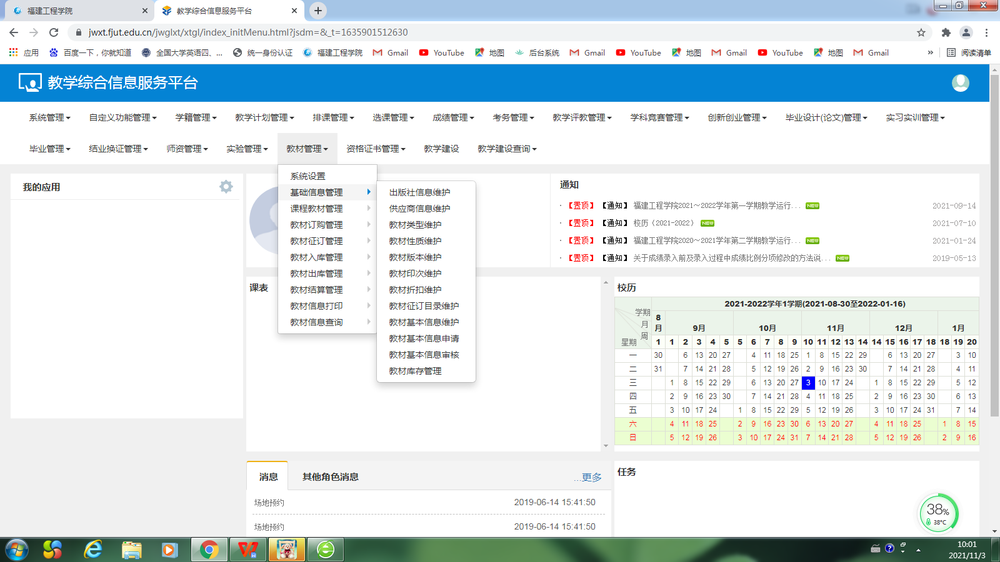 福建工程学院
教学综合信息服务平台
jwxt.fjut.edu.cn/jwglxt/xtgl/index_initMenu.html?jsdm=&_t=1635901512630
应用 百度一下，你就知道 全国大学英语四、... 统一身份认证 福建工程学院 Gmail YouTube 地图 后台系统 Gmail YouTube 地图 Gmail YouTube 地图 Gmail » 阅读清单
教学综合信息服务平台
系统管理 自定义功能管理 学籍管理 教学计划管理 排课管理 选课管理 成绩管理 考务管理 教学评教管理 学科竞赛管理 创新创业管理 毕业设计(论文)管理 实习实训管理
毕业管理 结业换证管理 师资管理 实验管理 教材管理 资格证书管理 教学建设 教学建设查询
我的应用
系统设置
基础信息管理
课程教材管理
教材订购管理
教材征订管理
教材入库管理
教材出库管理
教材结算管理
教材信息打印
教材信息查询
出版社信息维护
供应商信息维护
教材类型维护
教材性质维护
教材版本维护
教材印次维护
教材折扣维护
教材征订目录维护
教材基本信息维护
教材基本信息申请
教材基本信息审核
教材库存管理
通知
【置顶】 【通知】 福建工程学院2021～2022学年第一学期教学运行... NEW 2021-09-14
【置顶】 【通知】 校历（2021-2022） NEW 2021-07-10
【置顶】 【通知】 福建工程学院2020～2021学年第二学期教学运行... NEW 2021-01-24
【置顶】 【通知】 关于成绩录入前及录入过程中成绩比例分项修改的方法说... NEW 2019-05-13
课表
校历
学期 月 周 星期
2021-2022学年1学期(2021-08-30至2022-01-16)
8月 9月 10月 11月 12月 1月
1 1 2 3 4 5 5 6 7 8 9 10 11 12 13 14 14 15 16 17 18 18 19 20
一 30 6 13 20 27 4 11 18 25 1 8 15 22 29 6 13 20 27 3 10
二 31 7 14 21 28 5 12 19 26 2 9 16 23 30 7 14 21 28 4 11
三 1 8 15 22 29 6 13 20 27 3 10 17 24 1 8 15 22 29 5 12
四 2 9 16 23 30 7 14 21 28 4 11 18 25 2 9 16 23 30 6 13
五 3 10 17 24 1 8 15 22 29 5 12 19 26 3 10 17 24 31 7 14
六 4 11 18 25 2 9 16 23 30 6 13 20 27 4 11 18 25 1 8 15
日 5 12 19 26 3 10 17 24 31 7 14 21 28 5 12 19 26 2 9 16
消息 其他角色消息 ...更多
场地预约 2019-06-14 15:41:50
场地预约 2019-06-14 15:41:50
任务
38%
38°C
10:01
2021/11/3